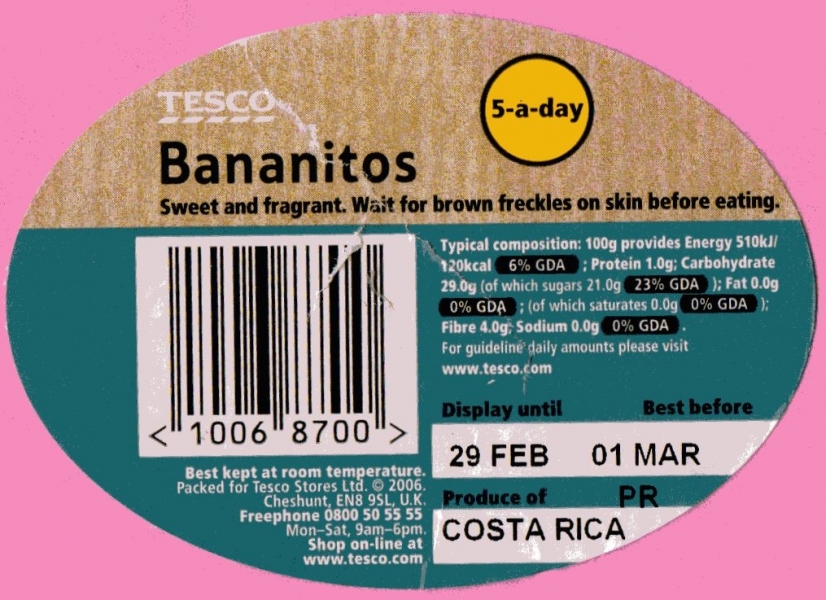 TESCO
5-a-day
Bananitos
Sweet and fragrant. Wait for brown freckles on skin before eating.
Typical composition: 100g provides Energy 510kJ/
120kcal 6% GDA ; Protein 1.0g; Carbohydrate
29.0g (of which sugars 21.0g 23% GDA ); Fat 0.0g
0% GDA ; (of which saturates 0.0g 0% GDA );
Fibre 4.0g; Sodium 0.0g 0% GDA .
For guideline daily amounts please visit
www.tesco.com
< 1006 8700 >
Display until Best before
29 FEB 01 MAR
Produce of PR
COSTA RICA
Best kept at room temperature.
Packed for Tesco Stores Ltd. © 2006.
Cheshunt, EN8 9SL, U.K.
Freephone 0800 50 55 55
Mon–Sat, 9am–6pm.
Shop on-line at
www.tesco.com